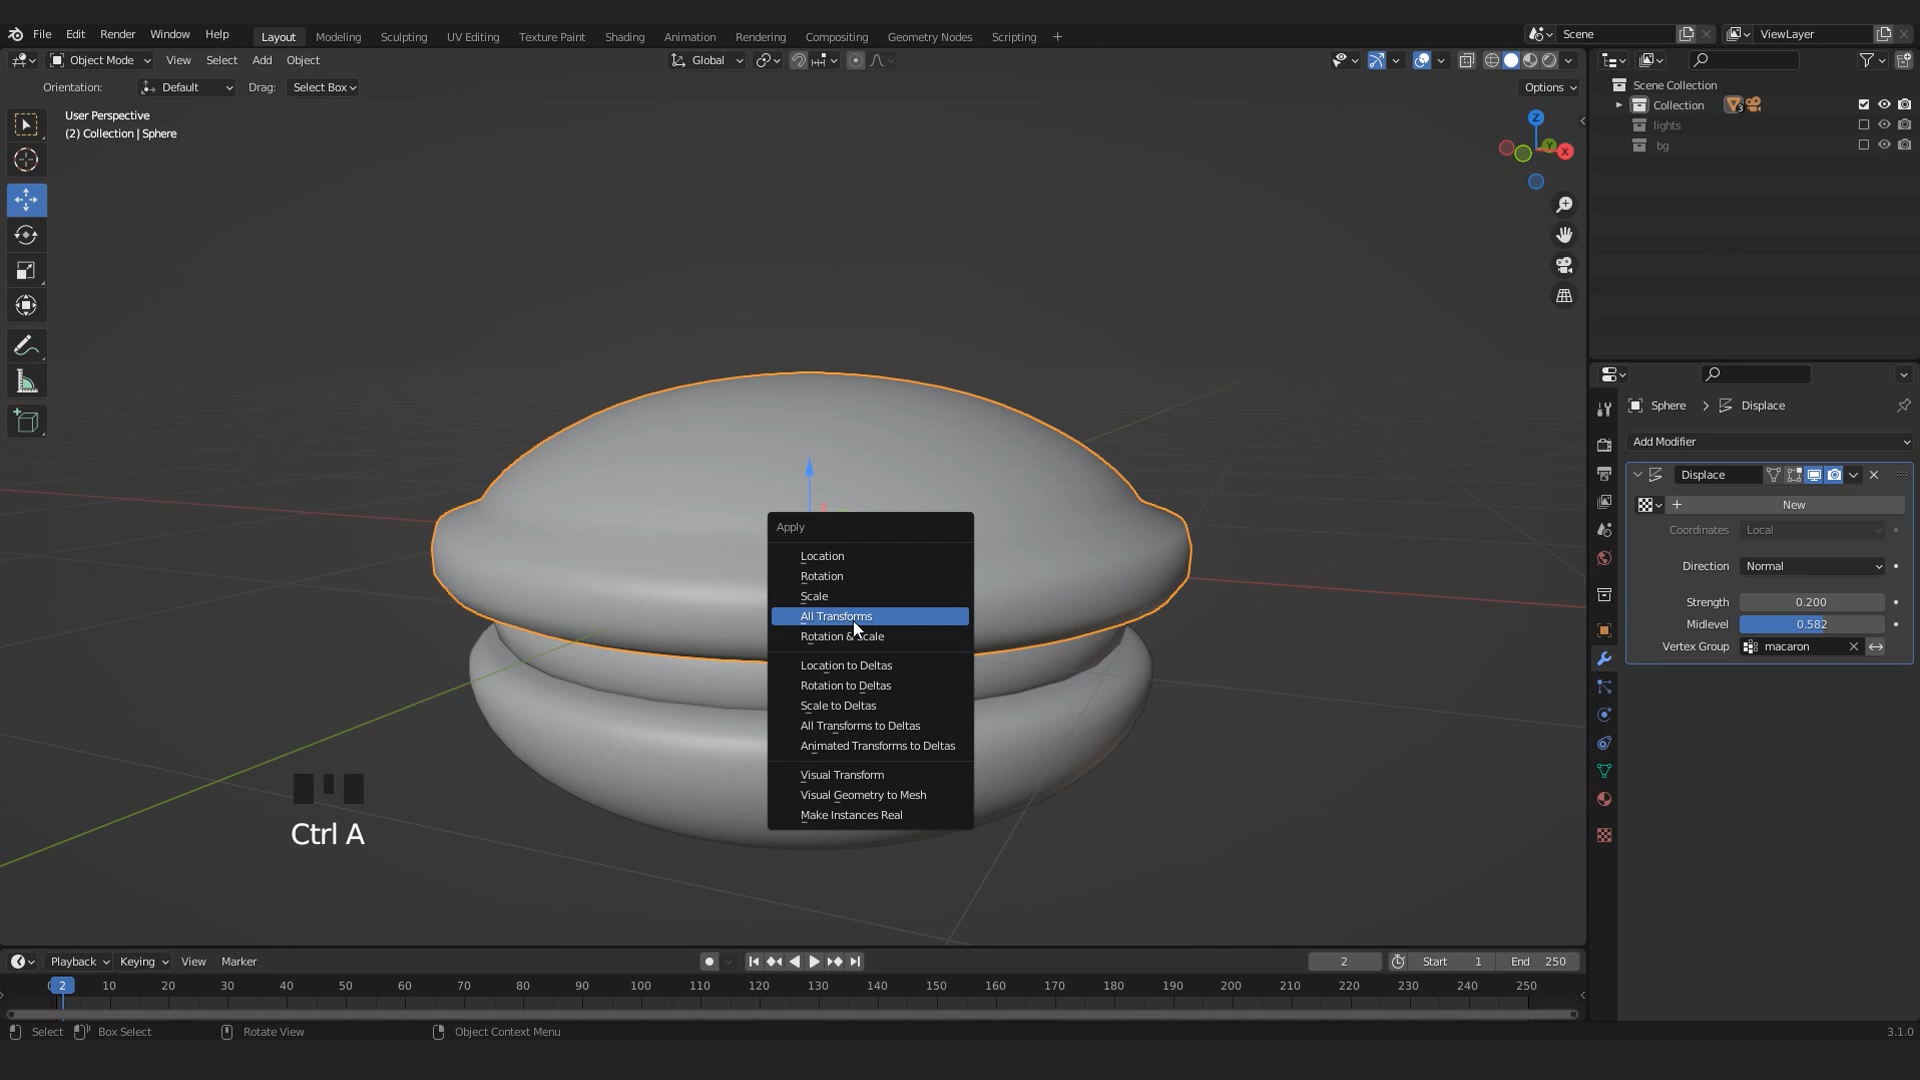 File Edit Render Window Help Layout Modeling Sculpting UV Editing Texture Paint Shading Animation Rendering Compositing Geometry Nodes Scripting + Scene ViewLayer
Object Mode View Select Add Object Global
Orientation: Default Drag: Select Box Options
User Perspective
(2) Collection | Sphere
Z
Y
X
Scene Collection
Collection 3
lights
bg
Sphere > Displace
Add Modifier
Displace
+ New
Coordinates Local
Direction Normal
Strength 0.200
Midlevel 0.582
Vertex Group macaron
Apply
Location
Rotation
Scale
All Transforms
Rotation & Scale
Location to Deltas
Rotation to Deltas
Scale to Deltas
All Transforms to Deltas
Animated Transforms to Deltas
Visual Transform
Visual Geometry to Mesh
Make Instances Real
Ctrl A
Playback Keying View Marker 2 Start 1 End 250
2 10 20 30 40 50 60 70 80 90 100 110 120 130 140 150 160 170 180 190 200 210 220 230 240 250
Select Box Select Rotate View Object Context Menu 3.1.0